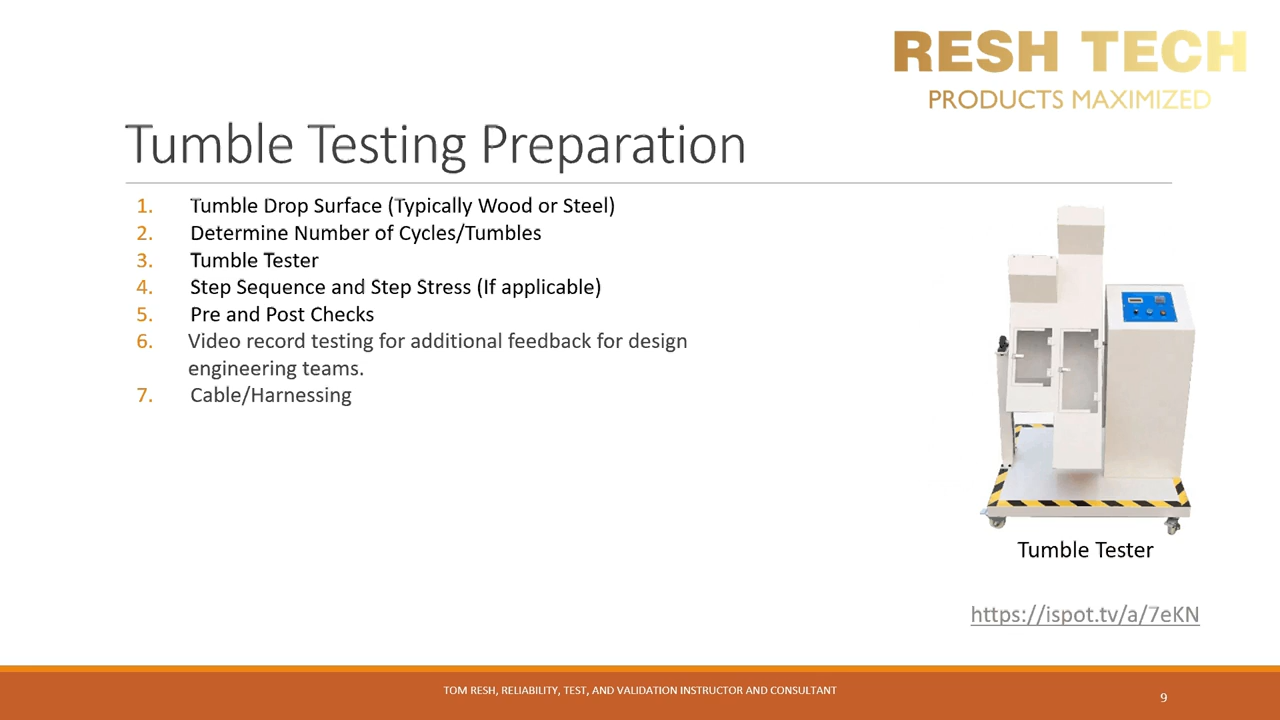 RESH TECH
PRODUCTS MAXIMIZED
Tumble Testing Preparation
1. Tumble Drop Surface (Typically Wood or Steel)
2. Determine Number of Cycles/Tumbles
3. Tumble Tester
4. Step Sequence and Step Stress (If applicable)
5. Pre and Post Checks
6. Video record testing for additional feedback for design
engineering teams.
7. Cable/Harnessing
Tumble Tester
https://ispot.tv/a/7eKN
TOM RESH, RELIABILITY, TEST, AND VALIDATION INSTRUCTOR AND CONSULTANT
9